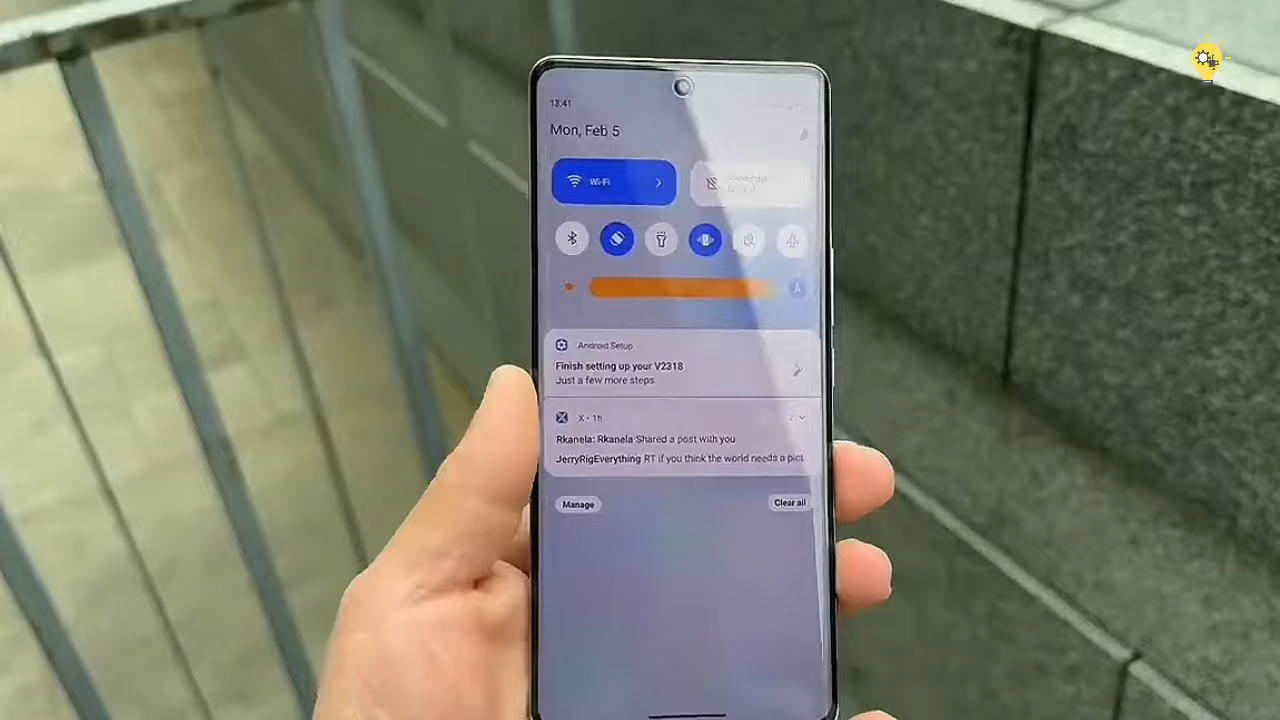 13:41
Mon, Feb 5
Wi-Fi
A
Android Setup
Finish setting up your V2318
Just a few more steps
X • 1h
Rkanela: Rkanela Shared a post with you
JerryRigEverything RT if you think the world needs a pict
Manage
Clear all